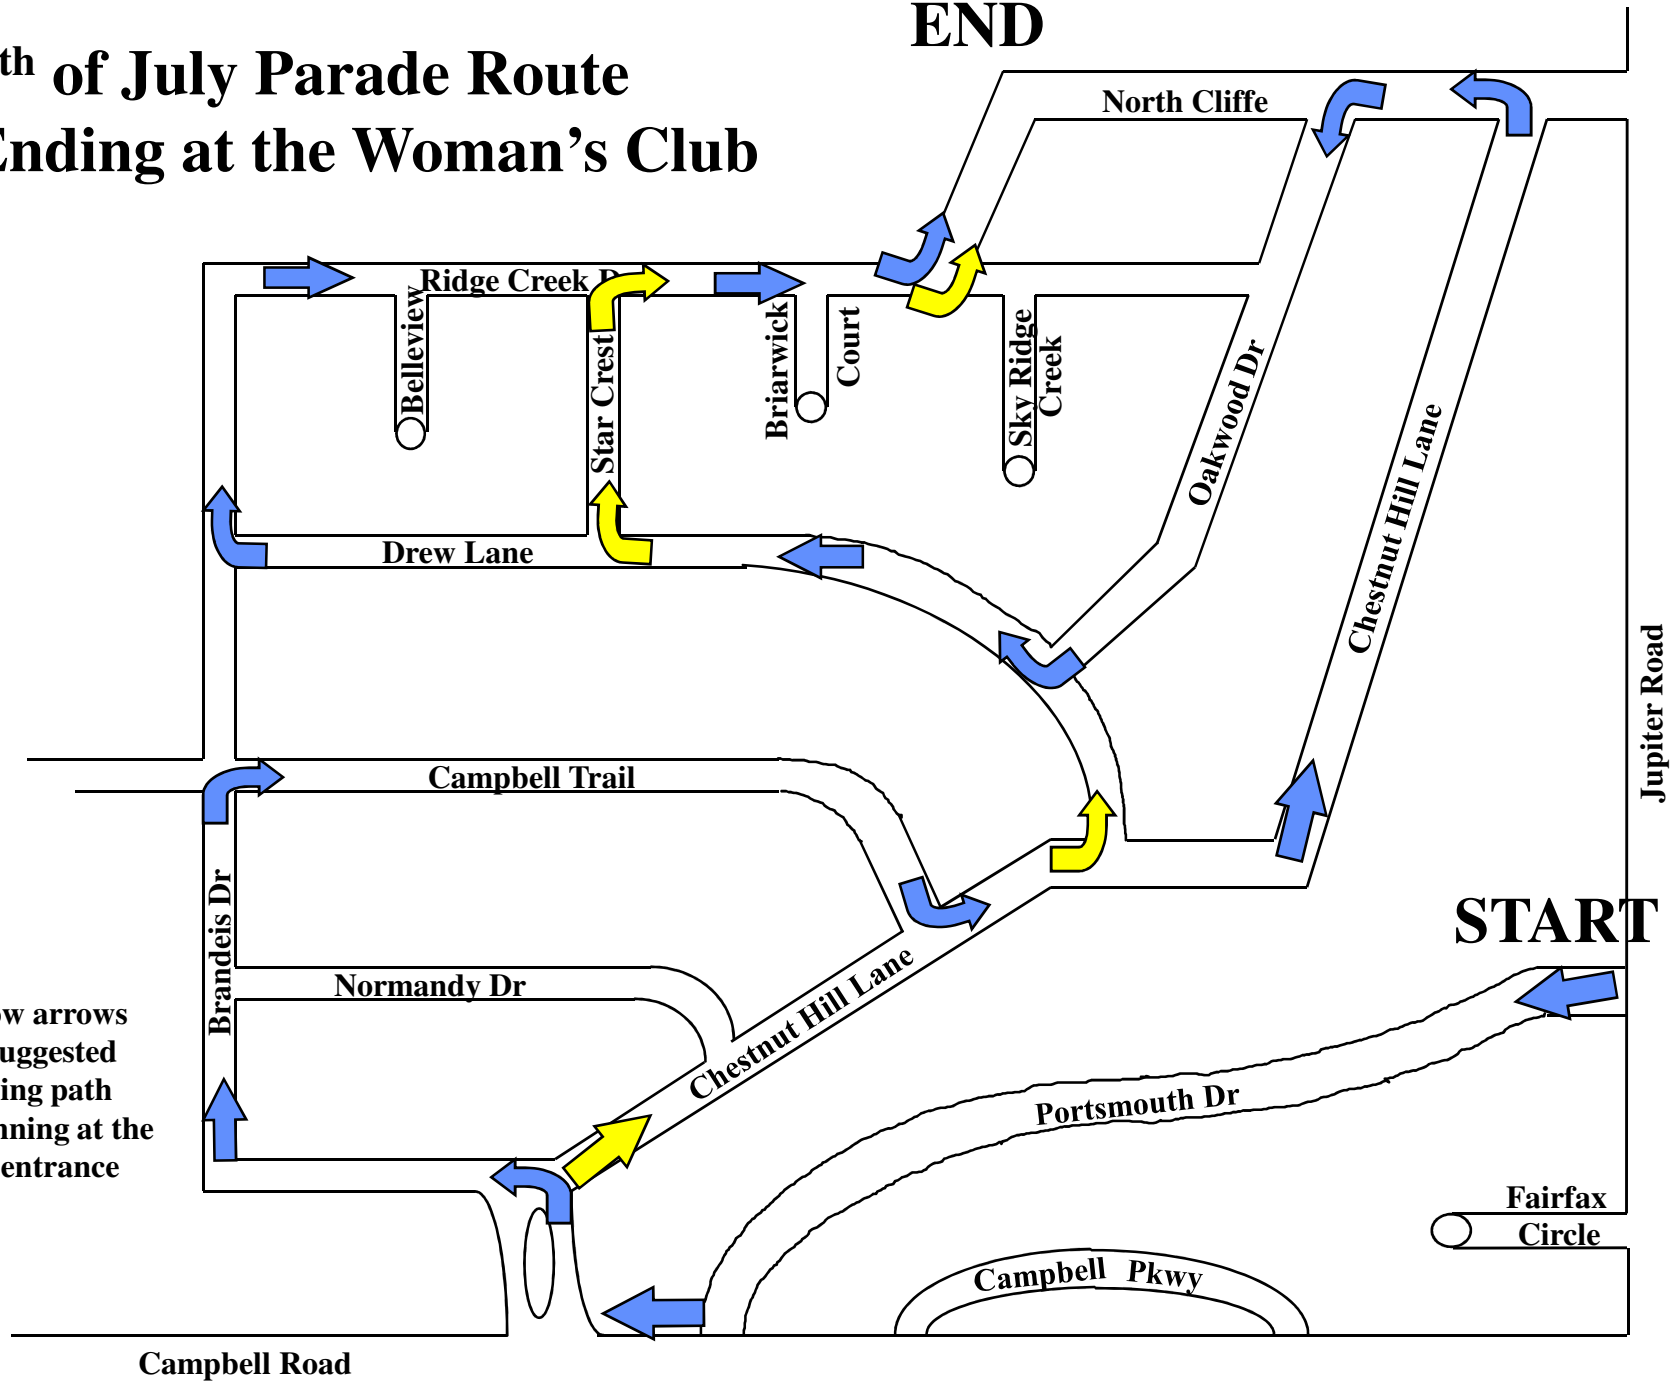 END
th of July Parade Route
Ending at the Woman's Club
North Cliffe
Ridge Creek
Belleview
Star Crest
Briarwick
Court
Sky Ridge
Creek
Oakwood Dr
Chestnut Hill Lane
Drew Lane
Jupiter Road
Campbell Trail
START
Brandeis Dr
Normandy Dr
Chestnut Hill Lane
ow arrows
uggested
ing path
nning at the
entrance
Portsmouth Dr
Fairfax
Circle
Campbell Pkwy
Campbell Road